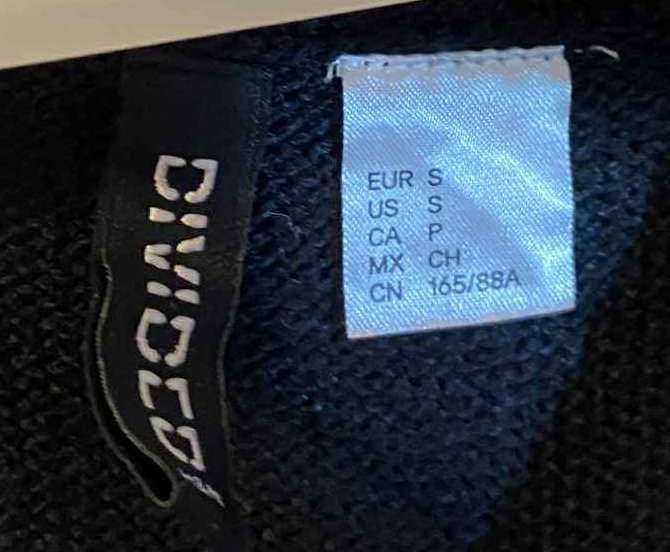 DIVIDED
EUR S
US S
CA P
MX CH
CN 165/88A